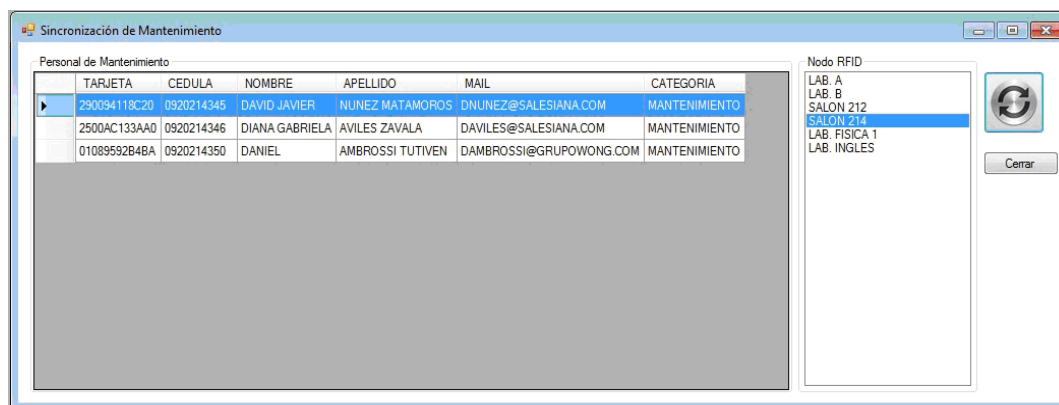 Sincronización de Mantenimiento
Personal de Mantenimiento
TARJETA CEDULA NOMBRE APELLIDO MAIL CATEGORIA
290094118C20 0920214345 DAVID JAVIER NUNEZ MATAMOROS DNUNEZ@SALESIANA.COM MANTENIMIENTO
2500AC133AA0 0920214346 DIANA GABRIELA AVILES ZAVALA DAVILES@SALESIANA.COM MANTENIMIENTO
01089592B4BA 0920214350 DANIEL AMBROSSI TUTIVEN DAMBROSSI@GRUPOWONG.COM MANTENIMIENTO
Nodo RFID
LAB. A
LAB. B
SALON 212
SALON 214
LAB. FISICA 1
LAB. INGLES
Cerrar